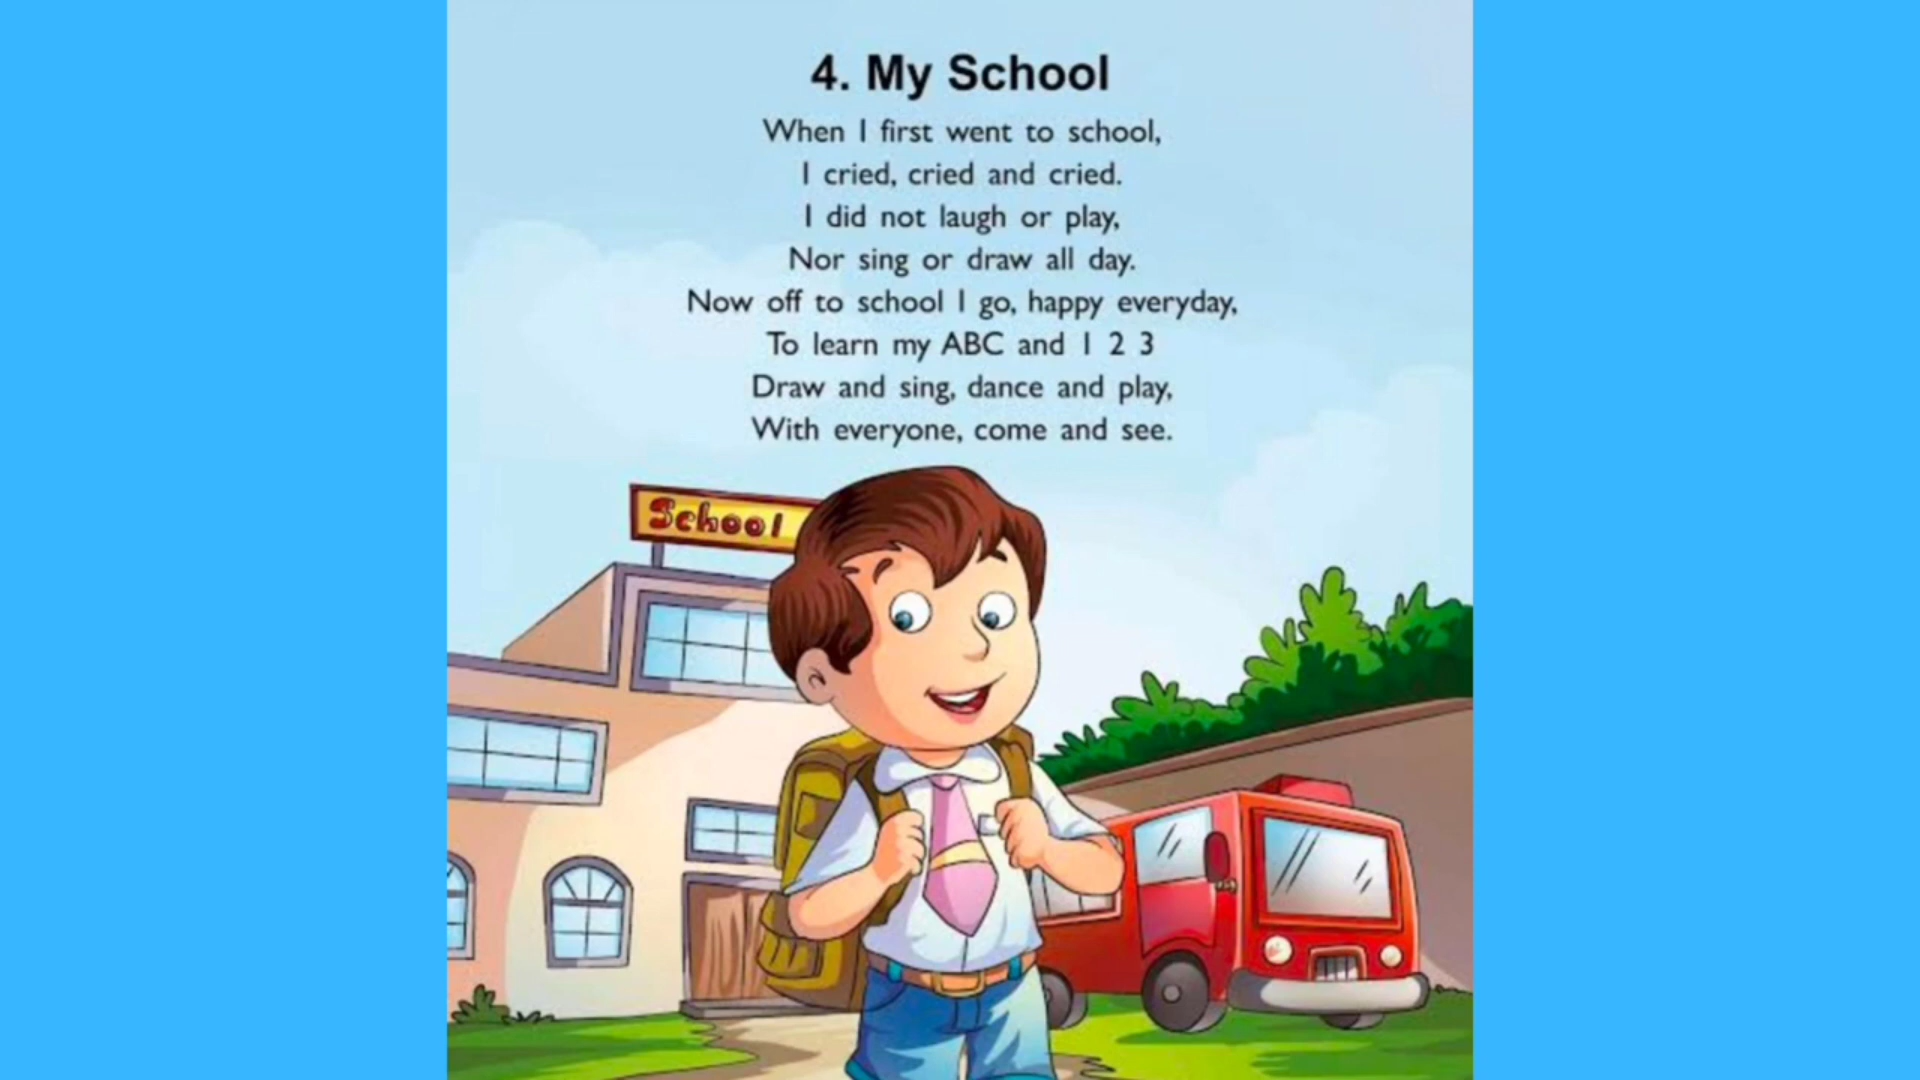 4. My School
When I first went to school,
I cried, cried and cried.
I did not laugh or play,
Nor sing or draw all day.
Now off to school I go, happy everyday,
To learn my ABC and 1 2 3
Draw and sing, dance and play,
With everyone, come and see.
School